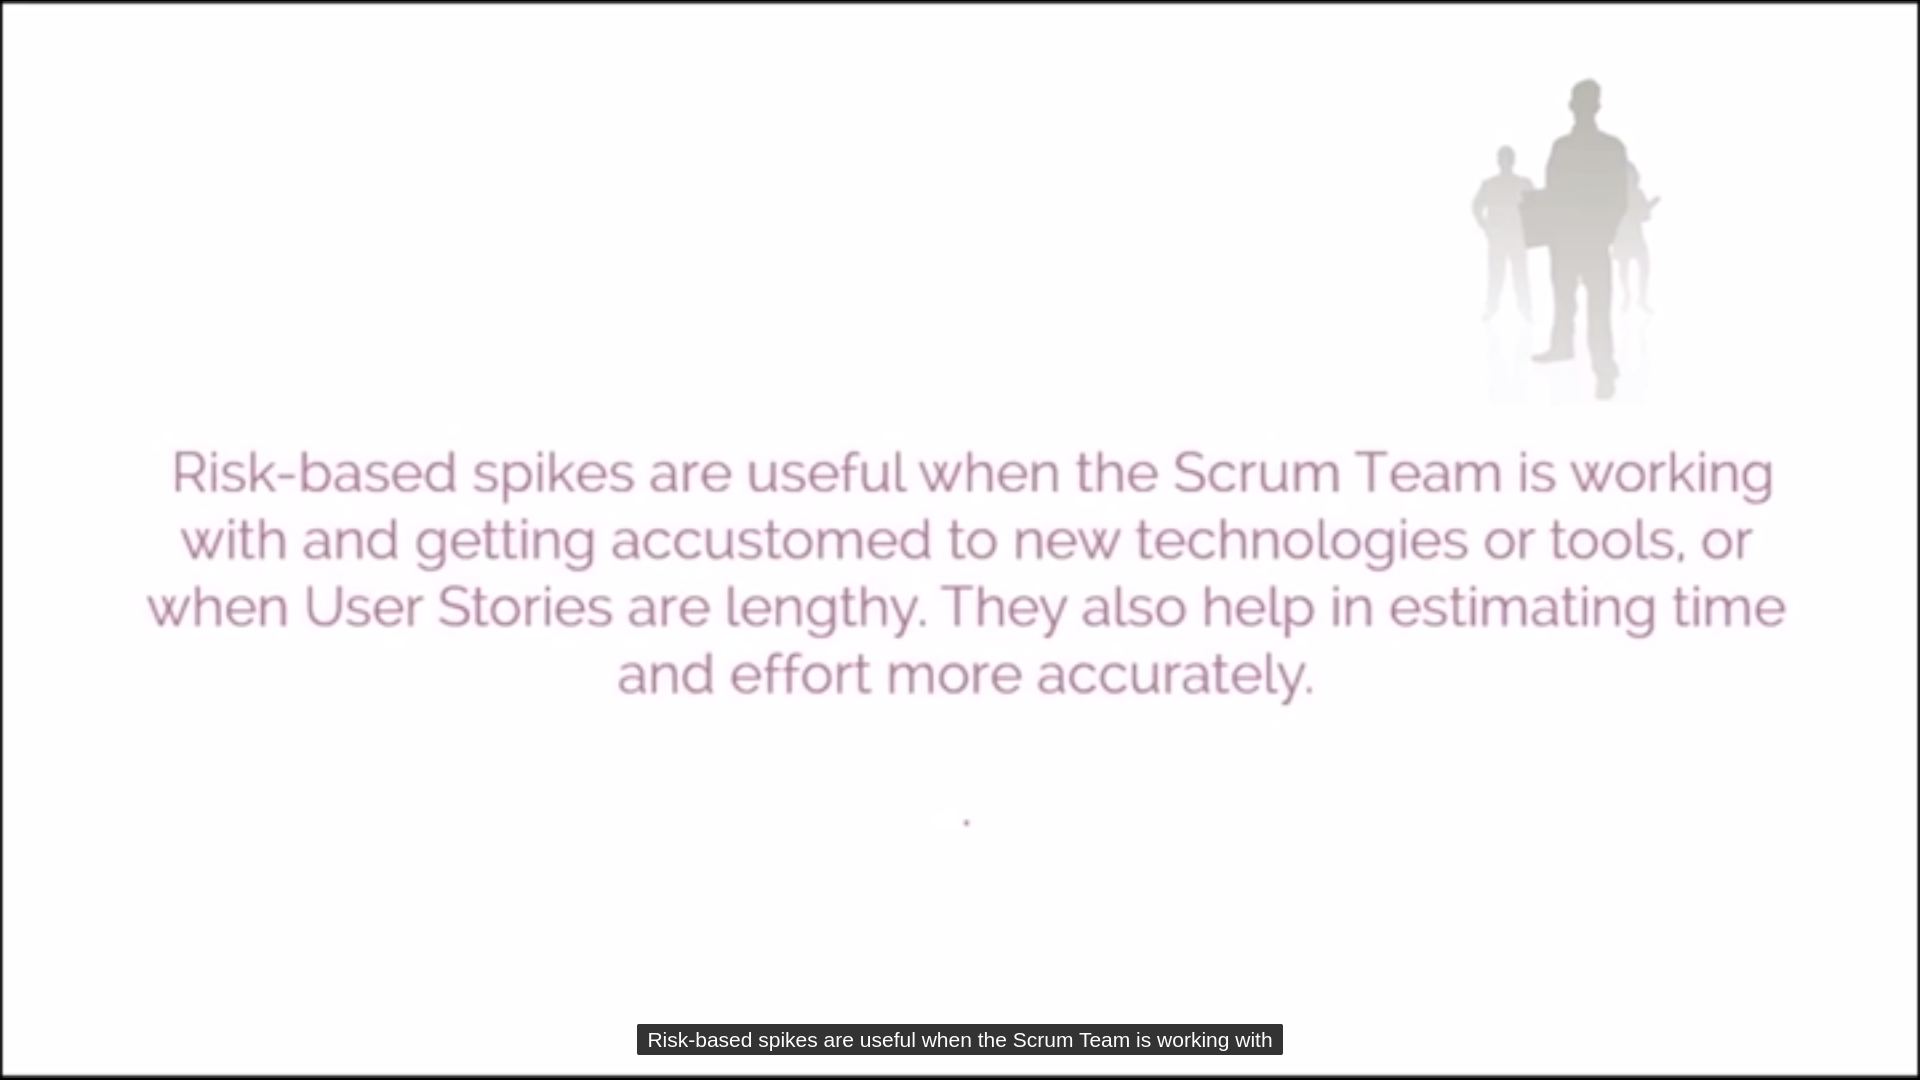 Risk-based spikes are useful when the Scrum Team is working
with and getting accustomed to new technologies or tools, or
when User Stories are lengthy. They also help in estimating time
and effort more accurately.
.
Risk-based spikes are useful when the Scrum Team is working with